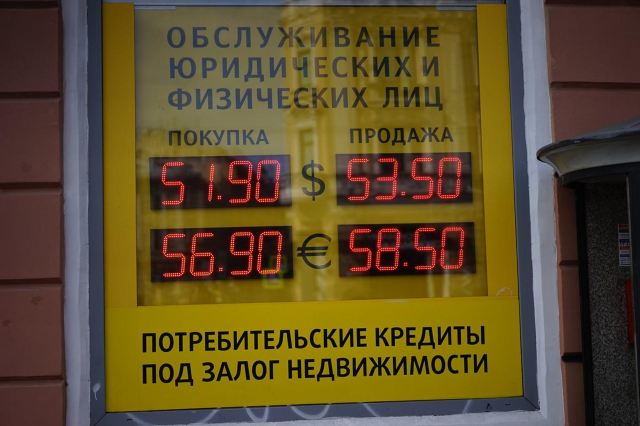 ОБСЛУЖИВАНИЕ
ЮРИДИЧЕСКИХ И
ФИЗИЧЕСКИХ ЛИЦ
ПОКУПКА ПРОДАЖА
51.90 $ 53.50
56.90 € 58.50
ПОТРЕБИТЕЛЬСКИЕ КРЕДИТЫ
ПОД ЗАЛОГ НЕДВИЖИМОСТИ